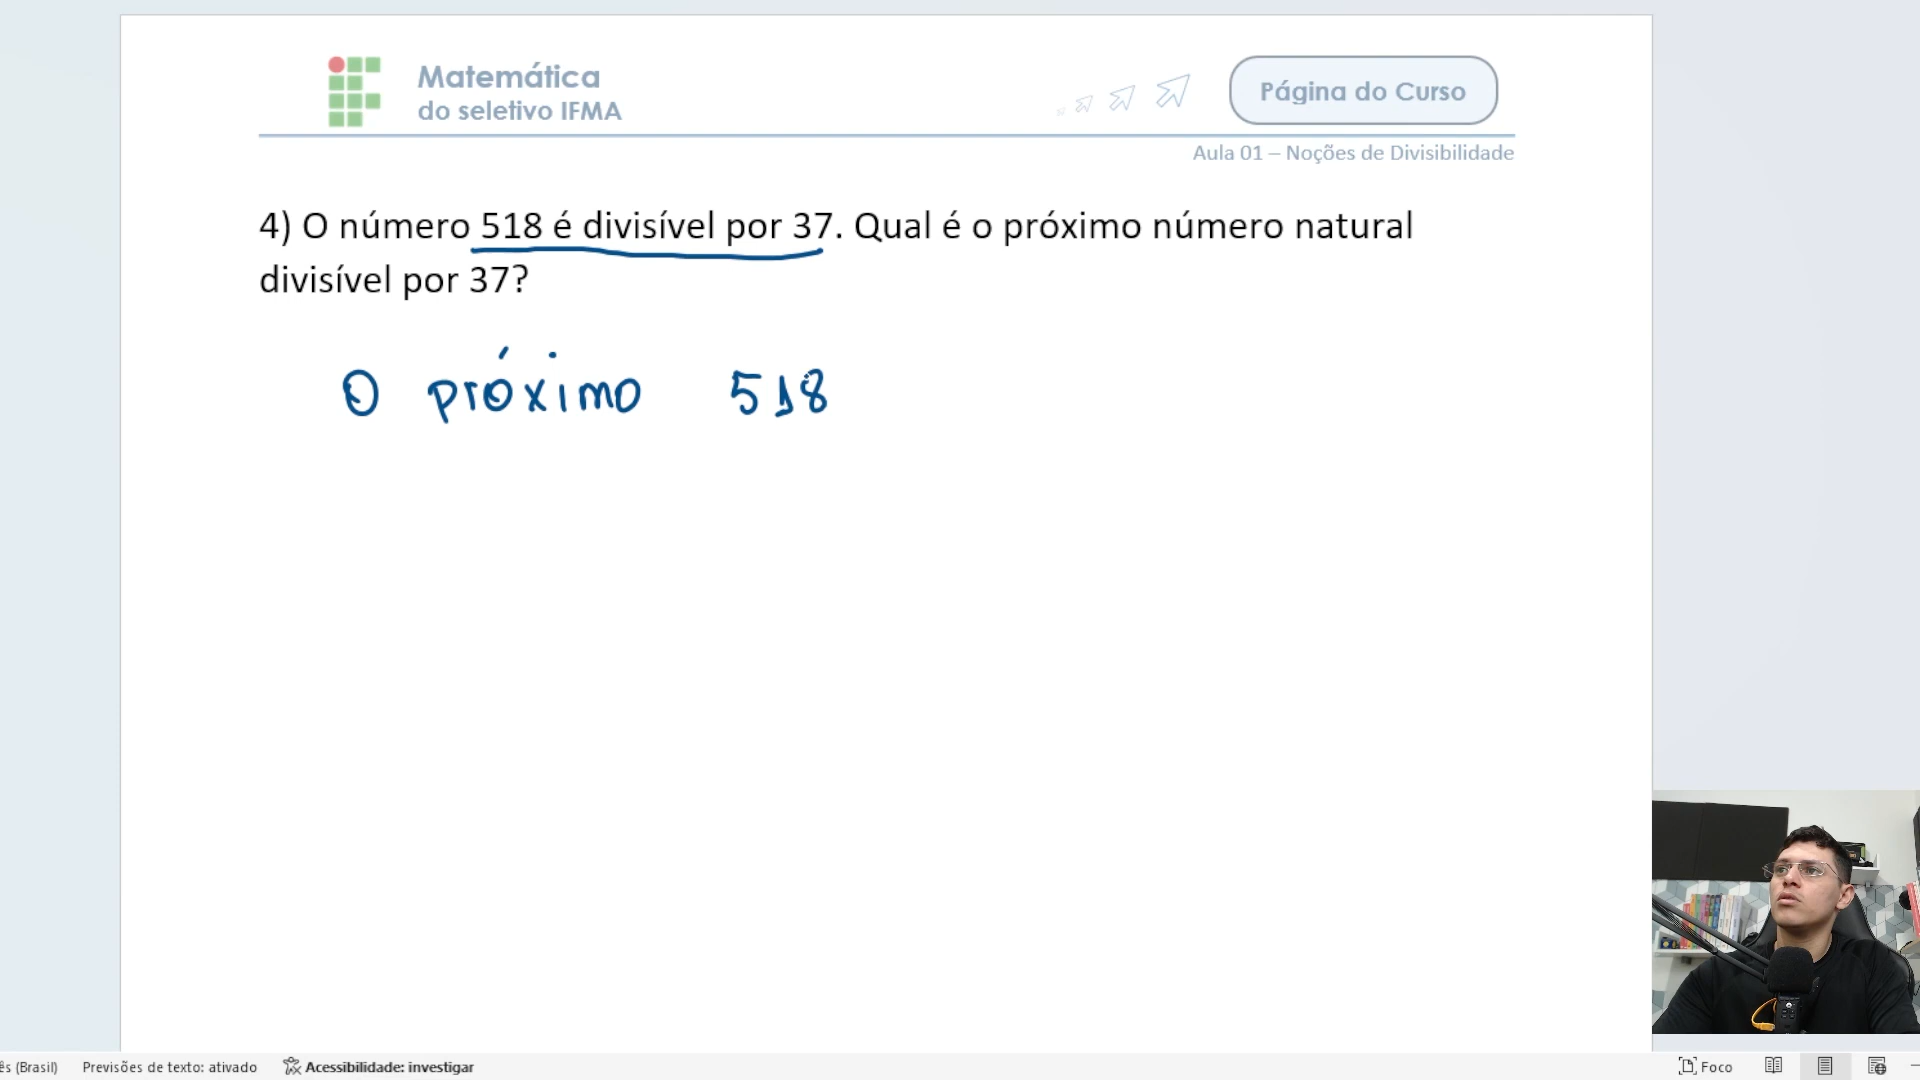 Matemática
do seletivo IFMA
Página do Curso
Aula 01 – Noções de Divisibilidade
4) O número 518 é divisível por 37. Qual é o próximo número natural
divisível por 37?
O próximo 518
ês (Brasil) Previsões de texto: ativado Acessibilidade: investigar Foco